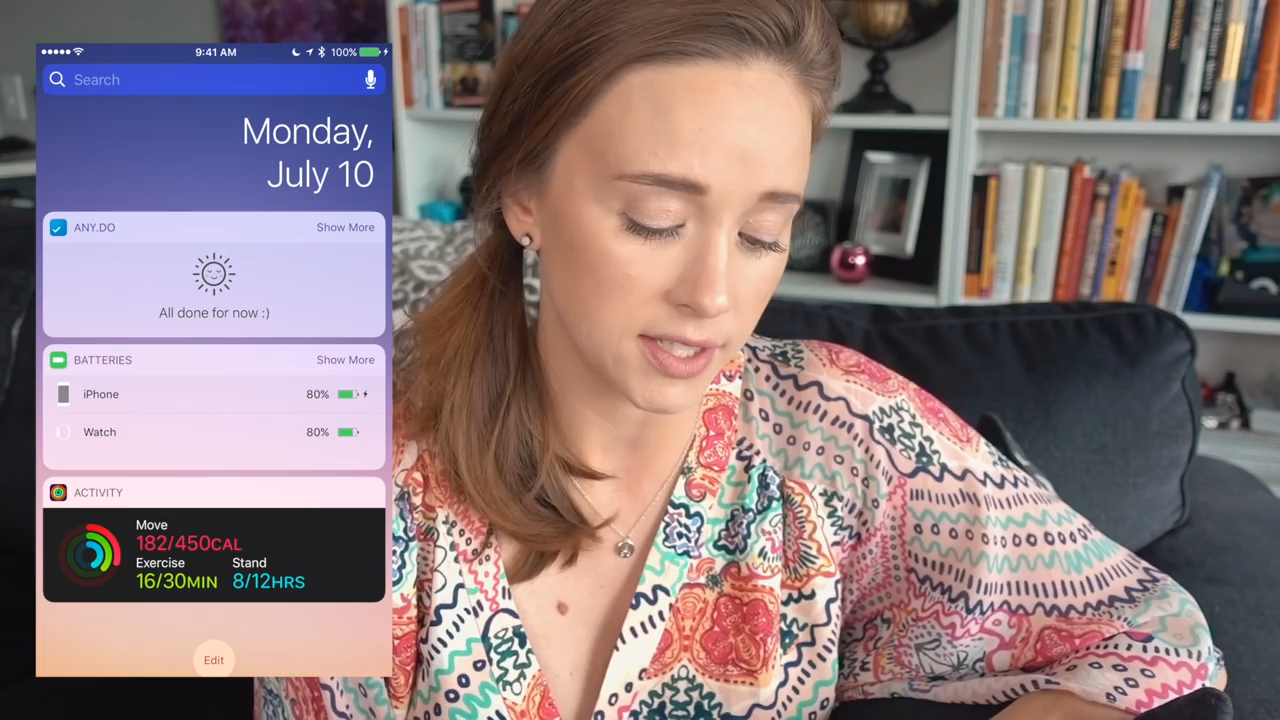 9:41 AM
100%
Search
Monday,
July 10
ANY.DO
Show More
All done for now :)
BATTERIES
Show More
iPhone
80%
Watch
80%
ACTIVITY
Move
182/450CAL
Exercise
Stand
16/30MIN
8/12HRS
Edit